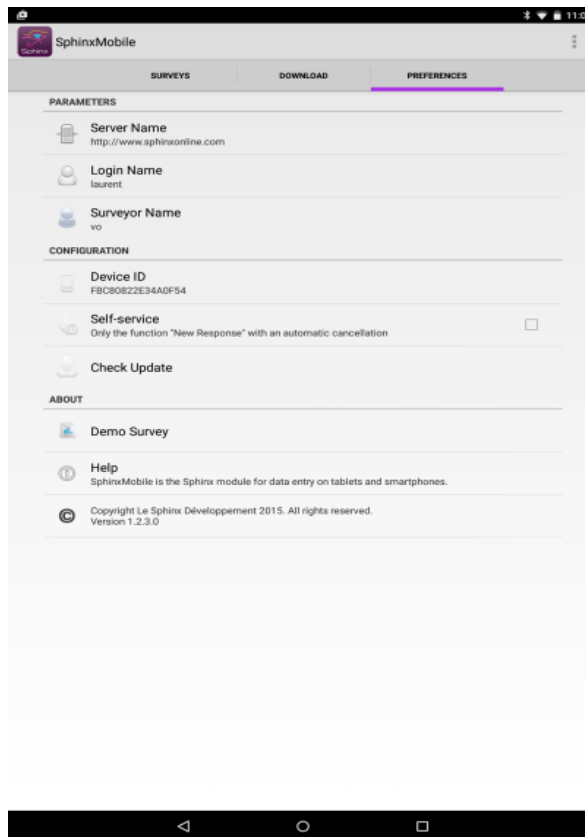 11:0
Sphinx
SphinxMobile
SURVEYS DOWNLOAD PREFERENCES
PARAMETERS
Server Name
http://www.sphinxonline.com
Login Name
laurent
Surveyor Name
vo
CONFIGURATION
Device ID
FBC80822E34A0F54
Self-service
Only the function "New Response" with an automatic cancellation
Check Update
ABOUT
Demo Survey
Help
SphinxMobile is the Sphinx module for data entry on tablets and smartphones.
© Copyright Le Sphinx Développement 2015. All rights reserved.
Version 1.2.3.0